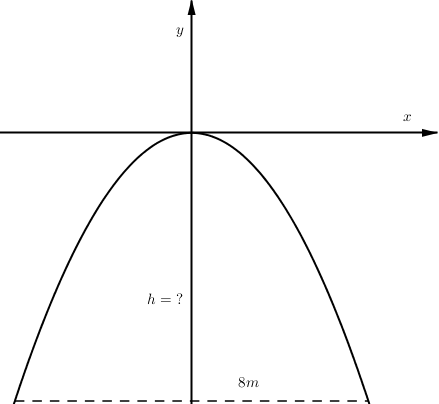 y
x
h = ?
8m